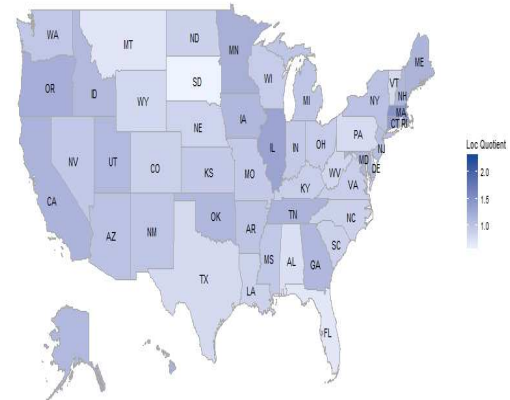 WA
MT
ND
MN
ME
OR
ID
SD
WI
VT
NH
WY
MI
NY
MA
CT RI
NE
IA
PA
NJ
NV
UT
CO
IL
IN
OH
MD
DE
CA
KS
MO
WV
VA
KY
AZ
NM
OK
AR
TN
NC
SC
TX
MS
AL
GA
LA
FL
Loc Quotient
2.0
1.5
1.0